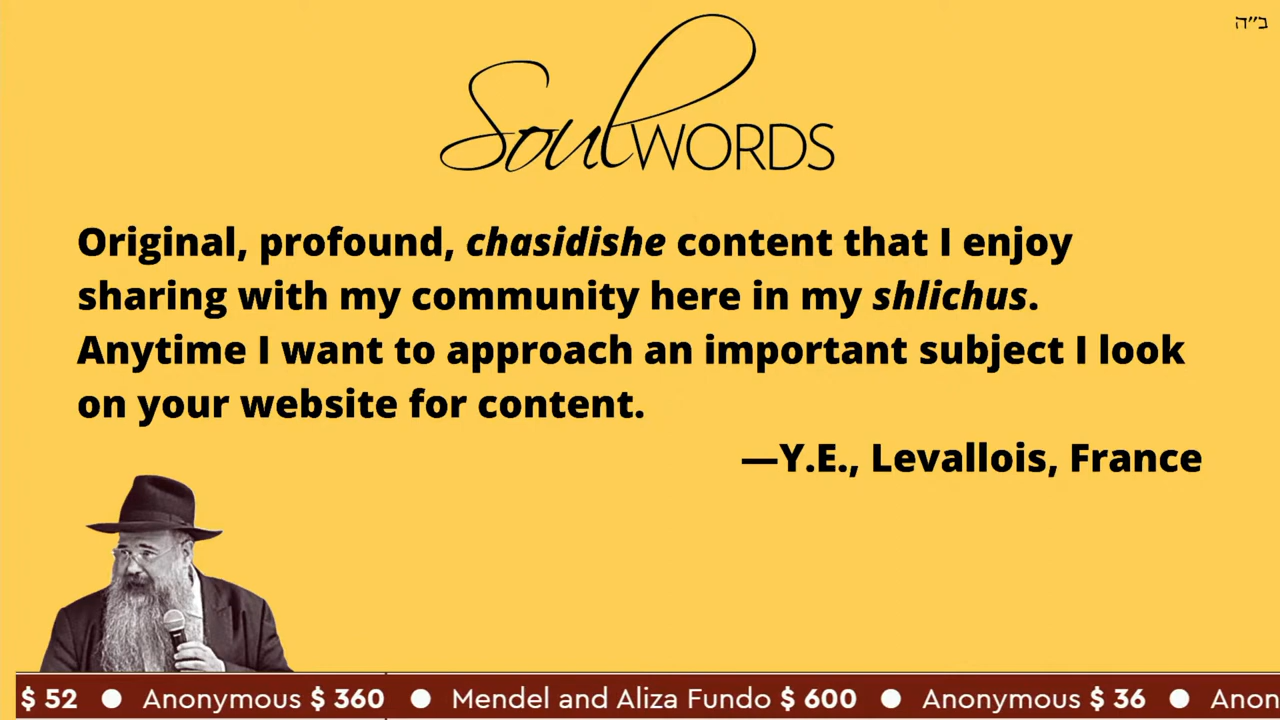 ב״ה
SoulWORDS
Original, profound, chasidishe content that I enjoy
sharing with my community here in my shlichus.
Anytime I want to approach an important subject I look
on your website for content.
—Y.E., Levallois, France
$ 52 ● Anonymous $ 360 ● Mendel and Aliza Fundo $ 600 ● Anonymous $ 36 ● Anon